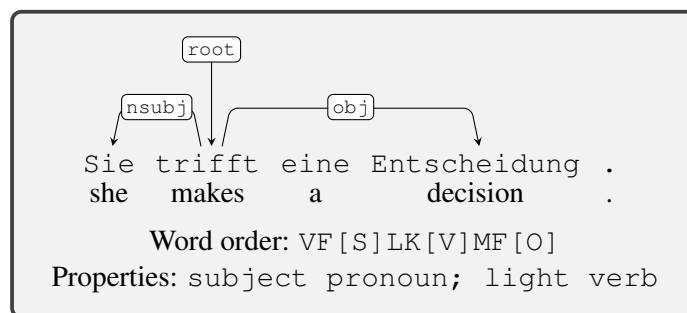 root
nsubj obj
Sie trifft eine Entscheidung .
she makes a decision .
Word order: VF[S]LK[V]MF[O]
Properties: subject pronoun; light verb